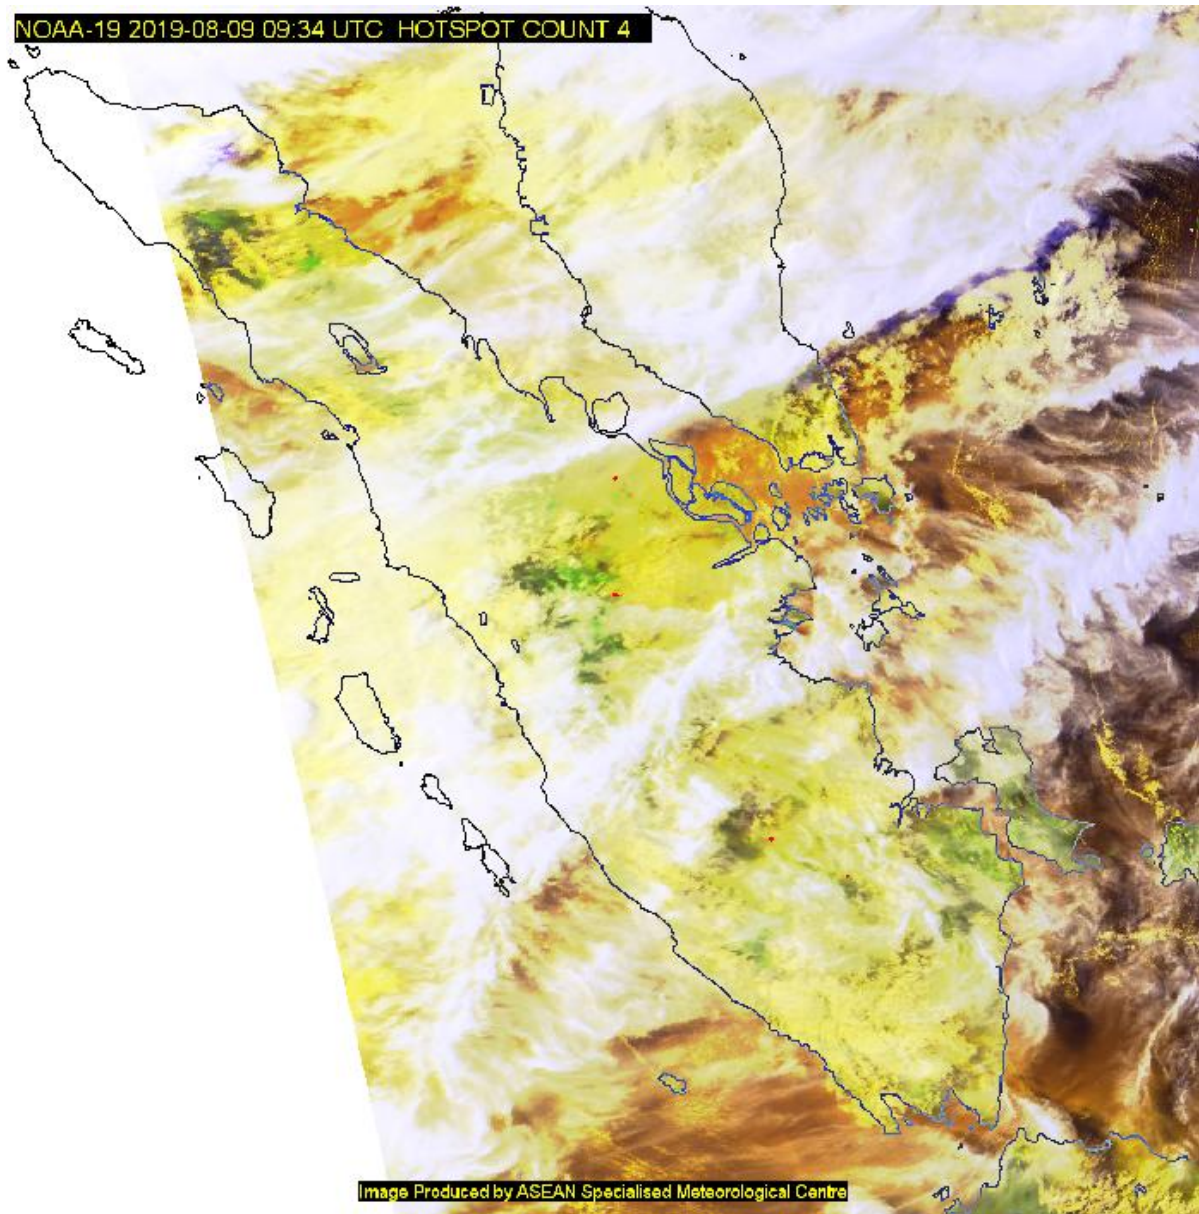 NOAA-19 2019-08-09 09:34 UTC HOTSPOT COUNT 4
Image Produced by ASEAN Specialised Meteorological Centre